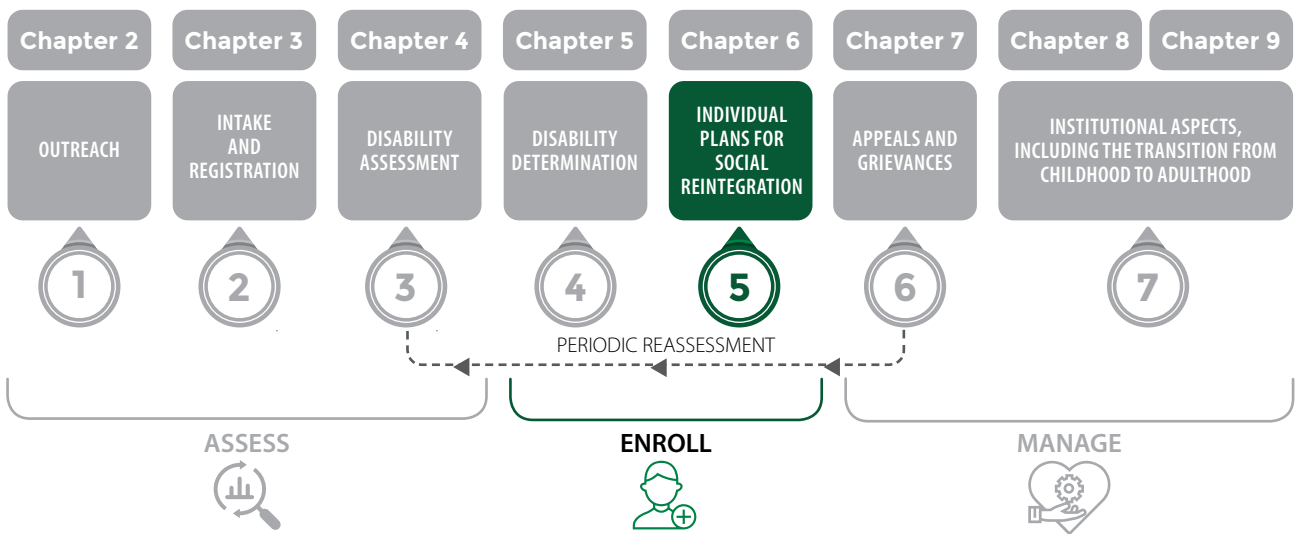 Chapter 2
Chapter 3
Chapter 4
Chapter 5
Chapter 6
Chapter 7
Chapter 8
Chapter 9
OUTREACH
INTAKE
AND
REGISTRATION
DISABILITY
ASSESSMENT
DISABILITY
DETERMINATION
INDIVIDUAL
PLANS FOR
SOCIAL
REINTEGRATION
APPEALS AND
GRIEVANCES
INSTITUTIONAL ASPECTS,
INCLUDING THE TRANSITION FROM
CHILDHOOD TO ADULTHOOD
1
2
3
4
5
6
7
PERIODIC REASSESSMENT
ASSESS
ENROLL
MANAGE